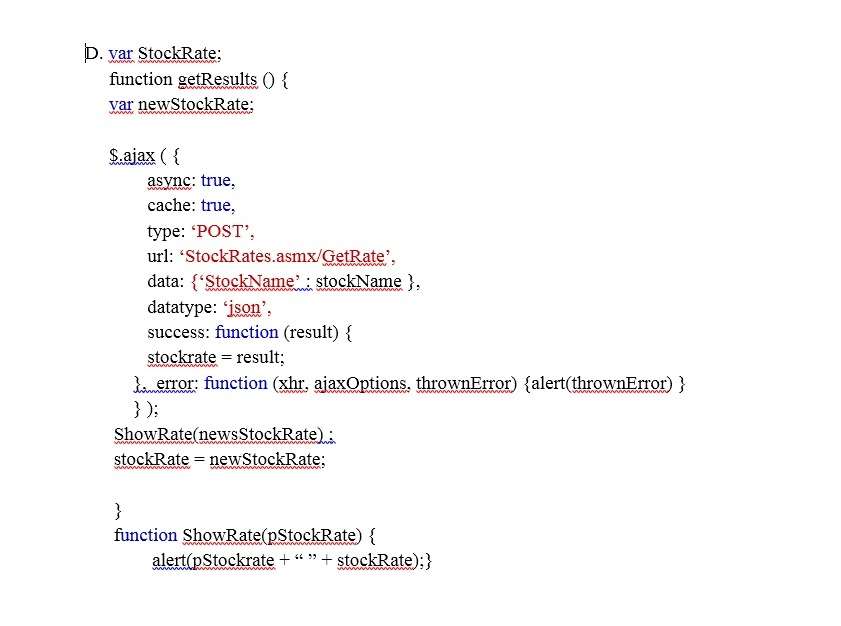 D. var StockRate;
function getResults () {
var newStockRate;
$.ajax ( {
async: true,
cache: true,
type: ‘POST’,
url: ‘StockRates.asmx/GetRate’,
data: {‘StockName’ : stockName },
datatype: ‘json’,
success: function (result) {
stockrate = result;
},  error: function (xhr, ajaxOptions, thrownError) {alert(thrownError) }
} );
ShowRate(newsStockRate) ;
stockRate = newStockRate;
}
function ShowRate(pStockRate) {
alert(pStockrate + “ ” + stockRate);}